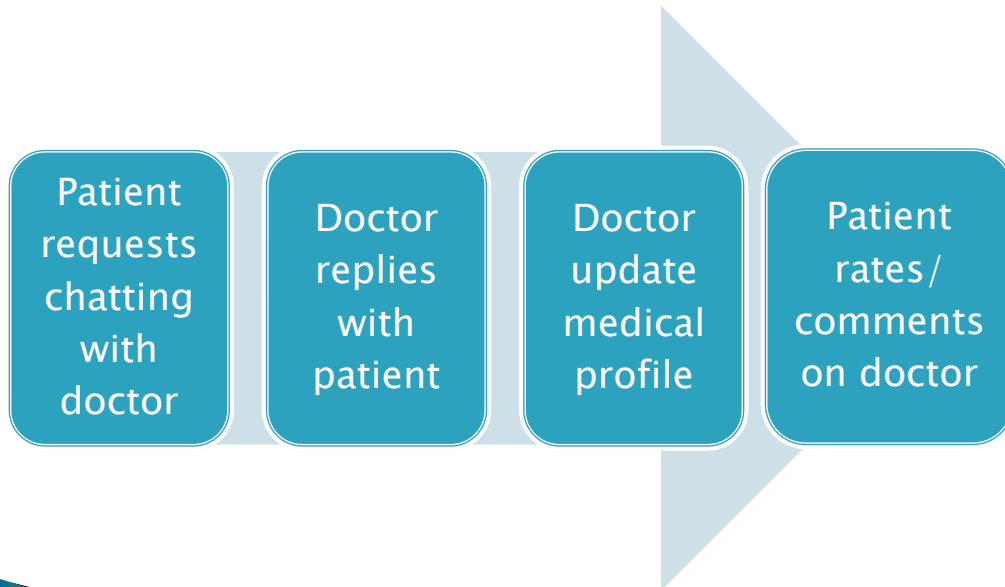 Patient
requests
chatting
with
doctor
Doctor
replies
with
patient
Doctor
update
medical
profile
Patient
rates/
comments
on doctor